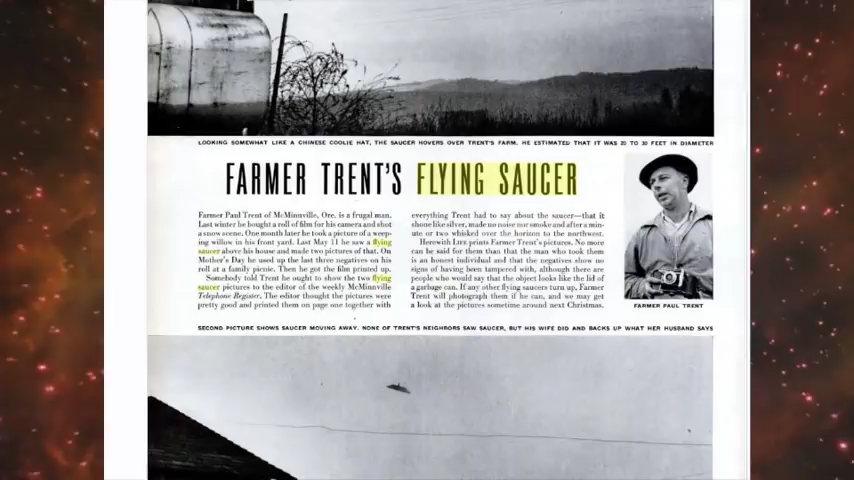 LOOKING SOMEWHAT LIKE A CHINESE COOLIE HAT, THE SAUCER HOVERS OVER TRENT'S FARM. HE ESTIMATED THAT IT WAS 20 TO 30 FEET IN DIAMETER
FARMER TRENT'S FLYING SAUCER
Farmer Paul Trent of McMinnville, Ore. is a frugal man.
Last winter he bought a roll of film for his camera and shot
a snow scene. One month later he took a picture of a weep-
ing willow in his front yard. Last May 11 he saw a flying
saucer above his house and made two pictures of that. On
Mother's Day he used up the last three negatives on his
roll at a family picnic. Then he got the film printed up.
Somebody told Trent he ought to show the two flying
saucer pictures to the editor of the weekly McMinnville
Telephone Register. The editor thought the pictures were
pretty good and printed them on page one together with
everything Trent had to say about the saucer—that it
shone like silver, made no noise nor smoke and after a min-
ute or two whisked over the horizon to the northwest.
Herewith LIFE prints Farmer Trent's pictures. No more
can be said for them than that the man who took them
is an honest individual and that the negatives show no
signs of having been tampered with, although there are
people who would say that the object looks like the lid of
a garbage can. If any other flying saucers turn up, Farmer
Trent will photograph them if he can, and we may get
a look at the pictures sometime around next Christmas.
FARMER PAUL TRENT
SECOND PICTURE SHOWS SAUCER MOVING AWAY. NONE OF TRENT'S NEIGHBORS SAW SAUCER, BUT HIS WIFE DID AND BACKS UP WHAT HER HUSBAND SAYS